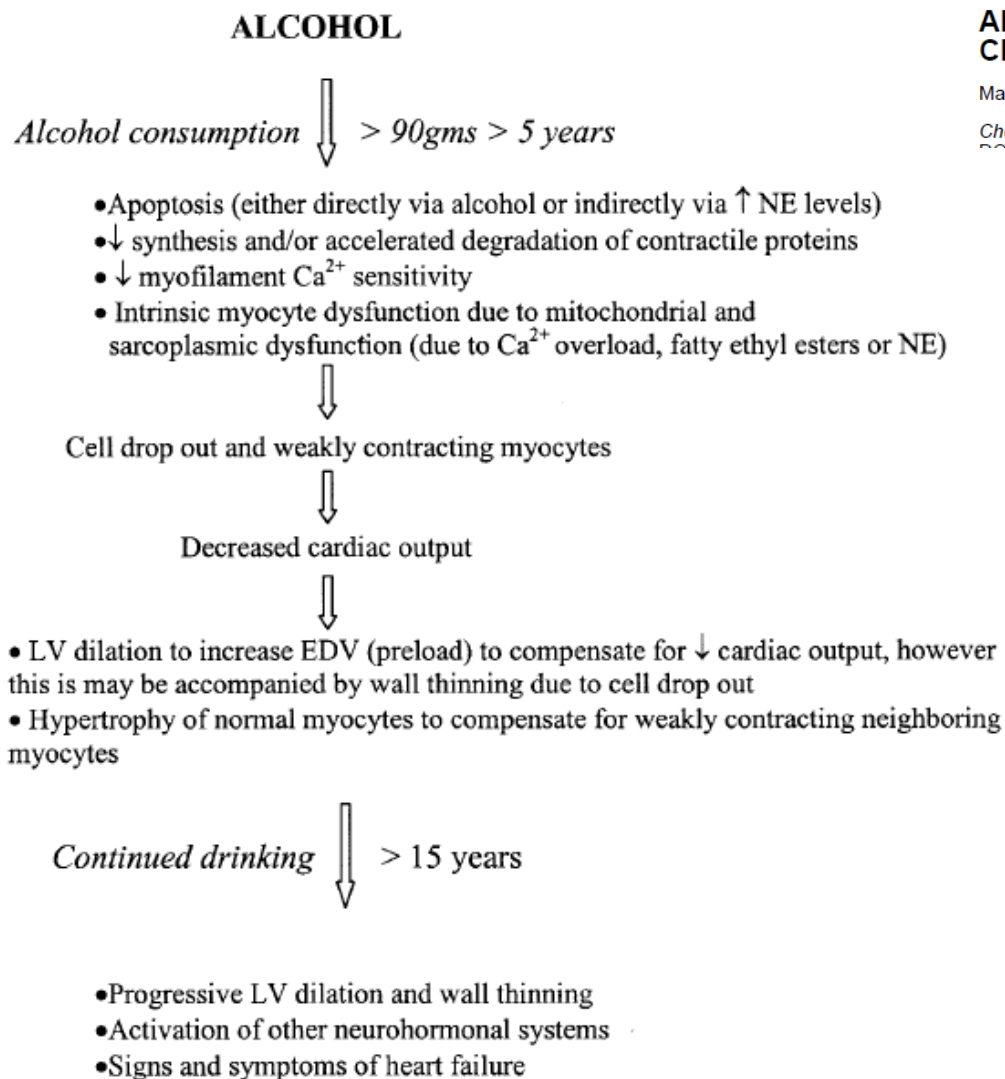 ALCOHOL
Alcohol consumption > 90gms > 5 years
•Apoptosis (either directly via alcohol or indirectly via ↑ NE levels)
•↓ synthesis and/or accelerated degradation of contractile proteins
• ↓ myofilament Ca²⁺ sensitivity
• Intrinsic myocyte dysfunction due to mitochondrial and
sarcoplasmic dysfunction (due to Ca²⁺ overload, fatty ethyl esters or NE)
Cell drop out and weakly contracting myocytes
Decreased cardiac output
• LV dilation to increase EDV (preload) to compensate for ↓ cardiac output, however
this is may be accompanied by wall thinning due to cell drop out
• Hypertrophy of normal myocytes to compensate for weakly contracting neighboring
myocytes
Continued drinking > 15 years
•Progressive LV dilation and wall thinning
•Activation of other neurohormonal systems
•Signs and symptoms of heart failure